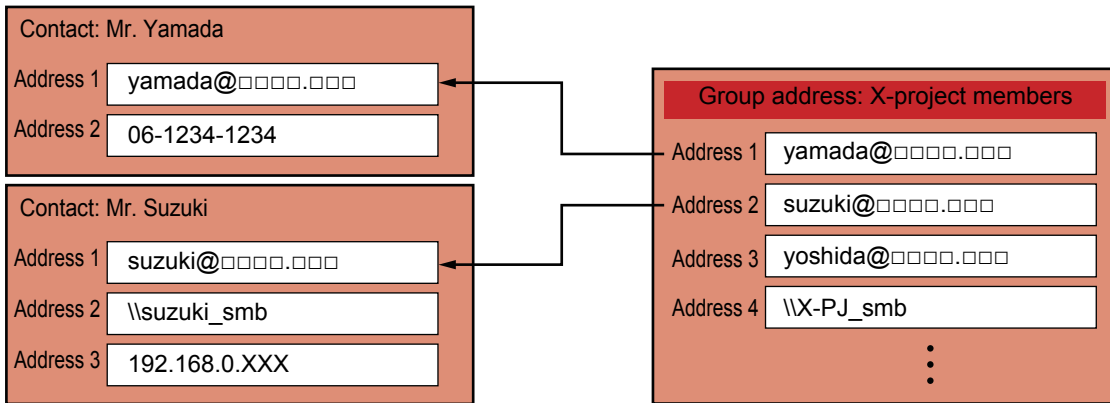 Contact: Mr. Yamada
Address 1 yamada@□□□□.□□□
Address 2 06-1234-1234
Contact: Mr. Suzuki
Address 1 suzuki@□□□□.□□□
Address 2 \\suzuki_smb
Address 3 192.168.0.XXX
Group address: X-project members
Address 1 yamada@□□□□.□□□
Address 2 suzuki@□□□□.□□□
Address 3 yoshida@□□□□.□□□
Address 4 \\X-PJ_smb